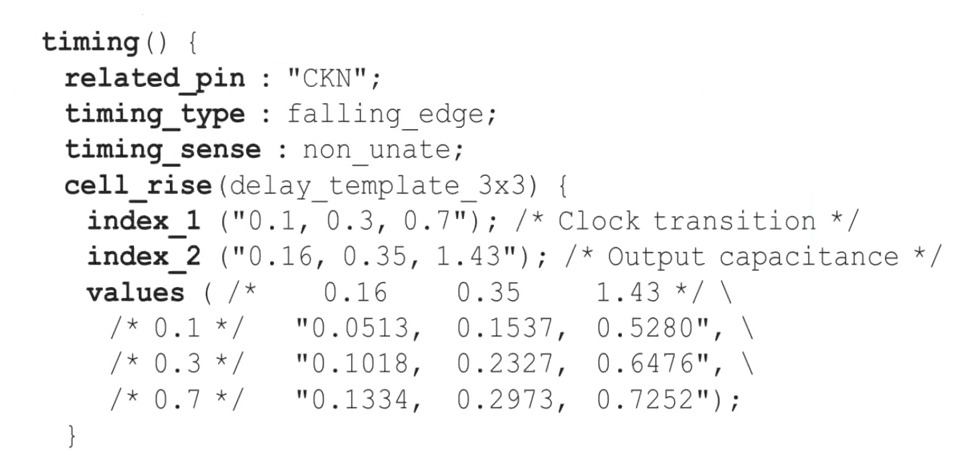 timing() {
related_pin : "CKN";
timing_type : falling_edge;
timing_sense : non_unate;
cell_rise(delay_template_3x3) {
index_1 ("0.1, 0.3, 0.7"); /* Clock transition */
index_2 ("0.16, 0.35, 1.43"); /* Output capacitance */
values ( /* 0.16 0.35 1.43 */ \
/* 0.1 */ "0.0513, 0.1537, 0.5280", \
/* 0.3 */ "0.1018, 0.2327, 0.6476", \
/* 0.7 */ "0.1334, 0.2973, 0.7252");
}